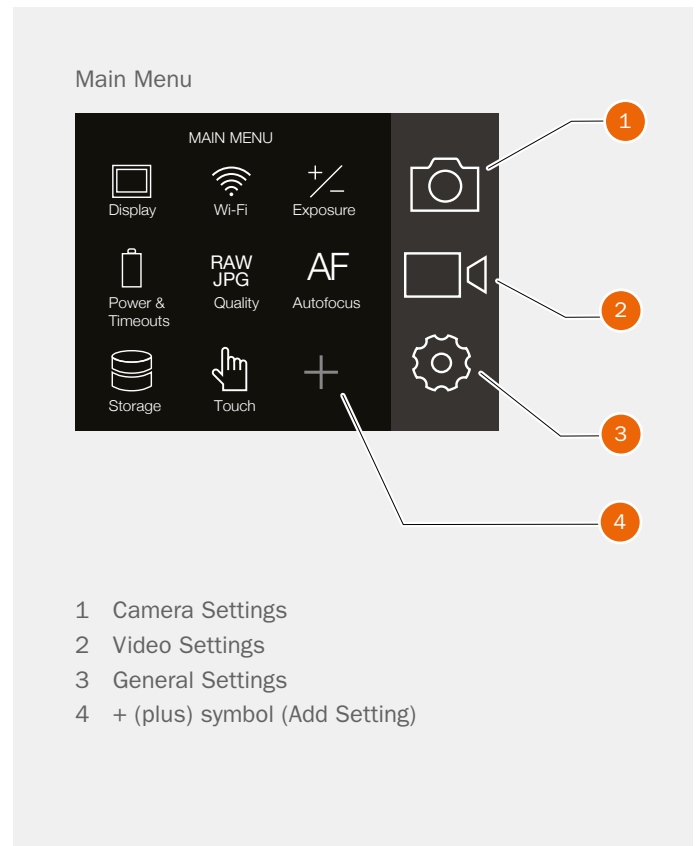 Main Menu
MAIN MENU
Display
Wi-Fi
Exposure
RAW
JPG
AF
Power &
Timeouts
Quality
Autofocus
Storage
Touch
1
2
3
4
1 Camera Settings
2 Video Settings
3 General Settings
4 + (plus) symbol (Add Setting)